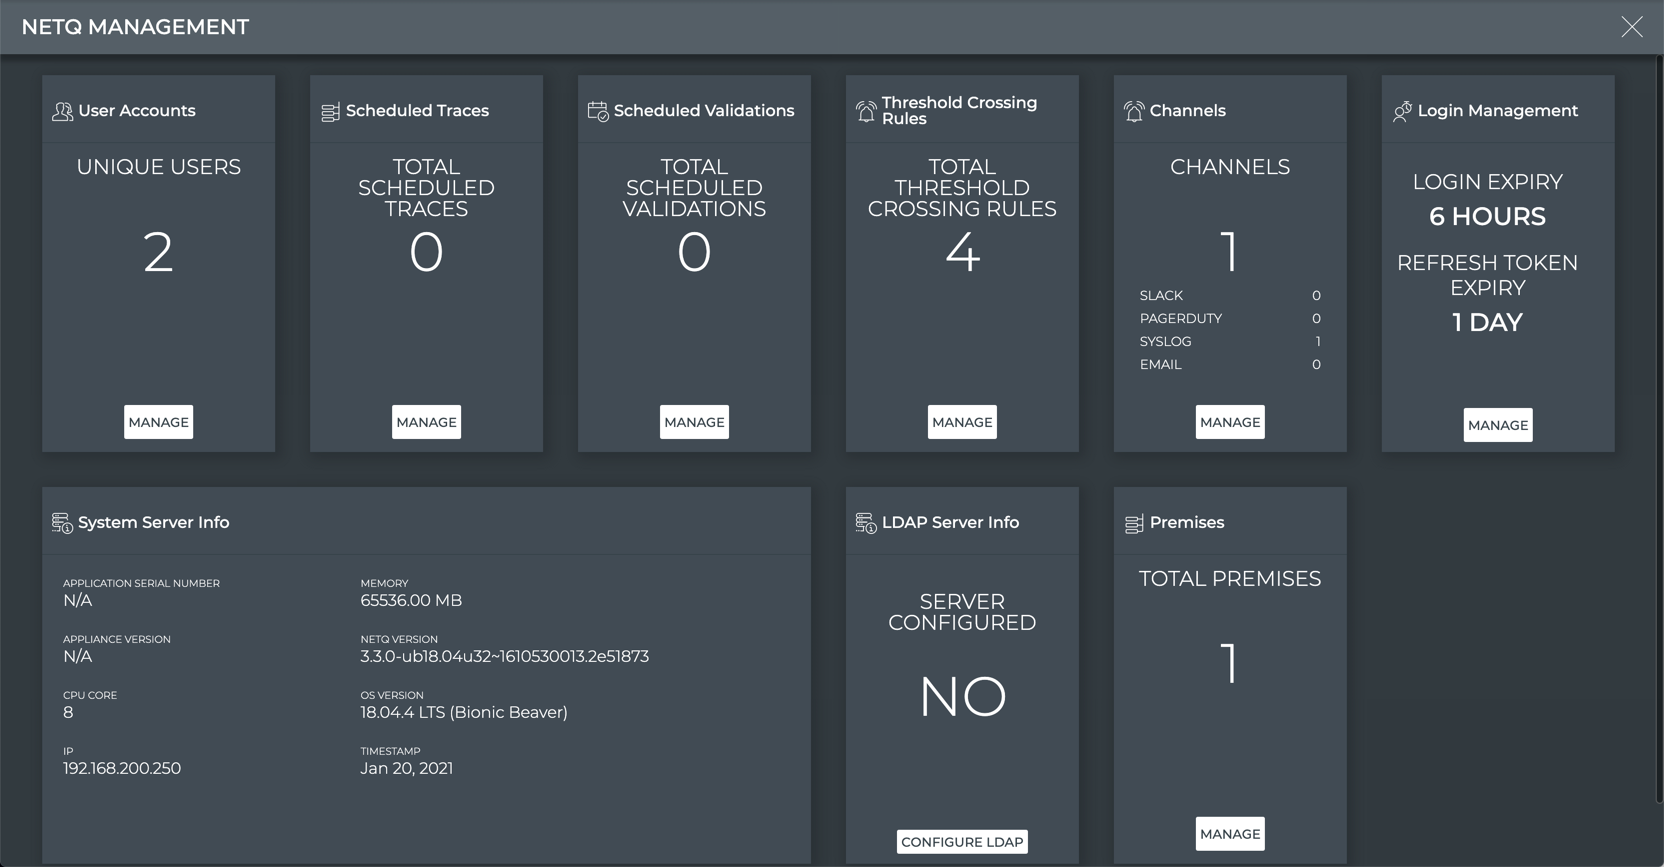 NETQ MANAGEMENT
User Accounts
UNIQUE USERS
2
MANAGE
Scheduled Traces
TOTAL
SCHEDULED
TRACES
0
MANAGE
Scheduled Validations
TOTAL
SCHEDULED
VALIDATIONS
0
MANAGE
Threshold Crossing
Rules
TOTAL
THRESHOLD
CROSSING RULES
4
MANAGE
Channels
CHANNELS
1
SLACK 0
PAGERDUTY 0
SYSLOG 1
EMAIL 0
MANAGE
Login Management
LOGIN EXPIRY
6 HOURS
REFRESH TOKEN
EXPIRY
1 DAY
MANAGE
System Server Info
APPLICATION SERIAL NUMBER
N/A
APPLIANCE VERSION
N/A
CPU CORE
8
IP
192.168.200.250
MEMORY
65536.00 MB
NETQ VERSION
3.3.0-ub18.04u32~1610530013.2e51873
OS VERSION
18.04.4 LTS (Bionic Beaver)
TIMESTAMP
Jan 20, 2021
LDAP Server Info
SERVER
CONFIGURED
NO
CONFIGURE LDAP
Premises
TOTAL PREMISES
1
MANAGE